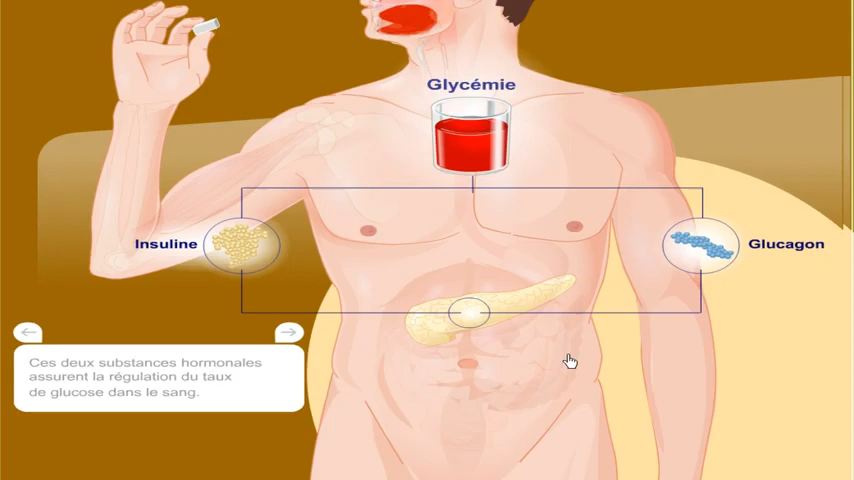 Glycémie
Insuline
Glucagon
Ces deux substances hormonales
assurent la régulation du taux
de glucose dans le sang.